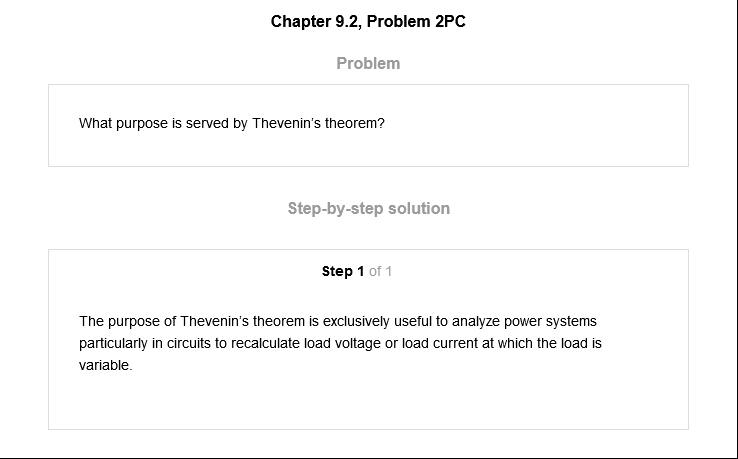 Chapter 9.2, Problem 2PC
Problem
What purpose is served by Thevenin’s theorem?
Step-by-step solution
Step 1 of 1
The purpose of Thevenin’s theorem is exclusively useful to analyze power systems
particularly in circuits to recalculate load voltage or load current at which the load is
variable.